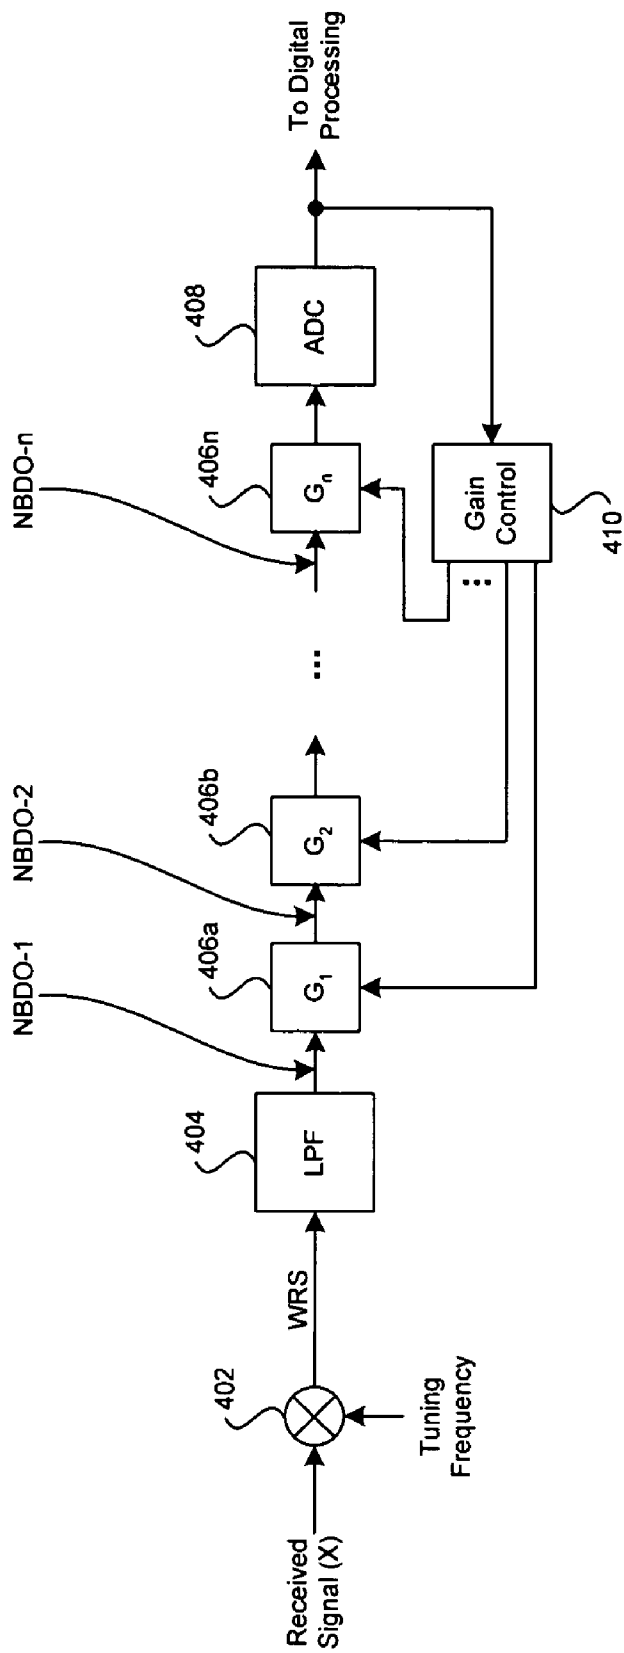 NBDO-1
NBDO-2
NBDO-n
404
406a
406b
406n
408
402
Received
Signal (X)
WRS
LPF
G1
G2
...
Gn
ADC
To Digital
Processing
Tuning
Frequency
...
Gain
Control
410